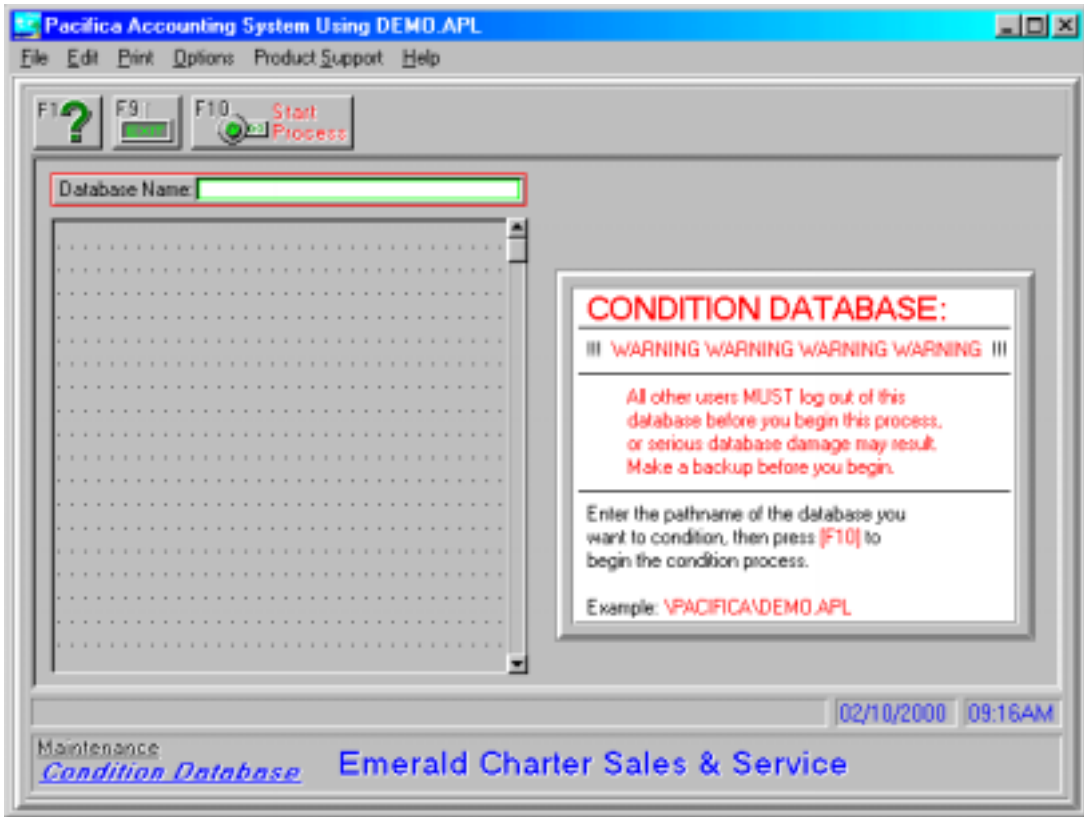 Pacifica Accounting System Using DEMO.APL
File Edit Print Options Product Support Help
F1 F9 EXIT F10 Start
Process
Database Name:
CONDITION DATABASE:
!!! WARNING WARNING WARNING WARNING !!!
All other users MUST log out of this
database before you begin this process,
or serious database damage may result.
Make a backup before you begin.
Enter the pathname of the database you
want to condition, then press [F10] to
begin the condition process.
Example: \PACIFICA\DEMO.APL
02/10/2000 09:16AM
Maintenance
Condition Database
Emerald Charter Sales & Service